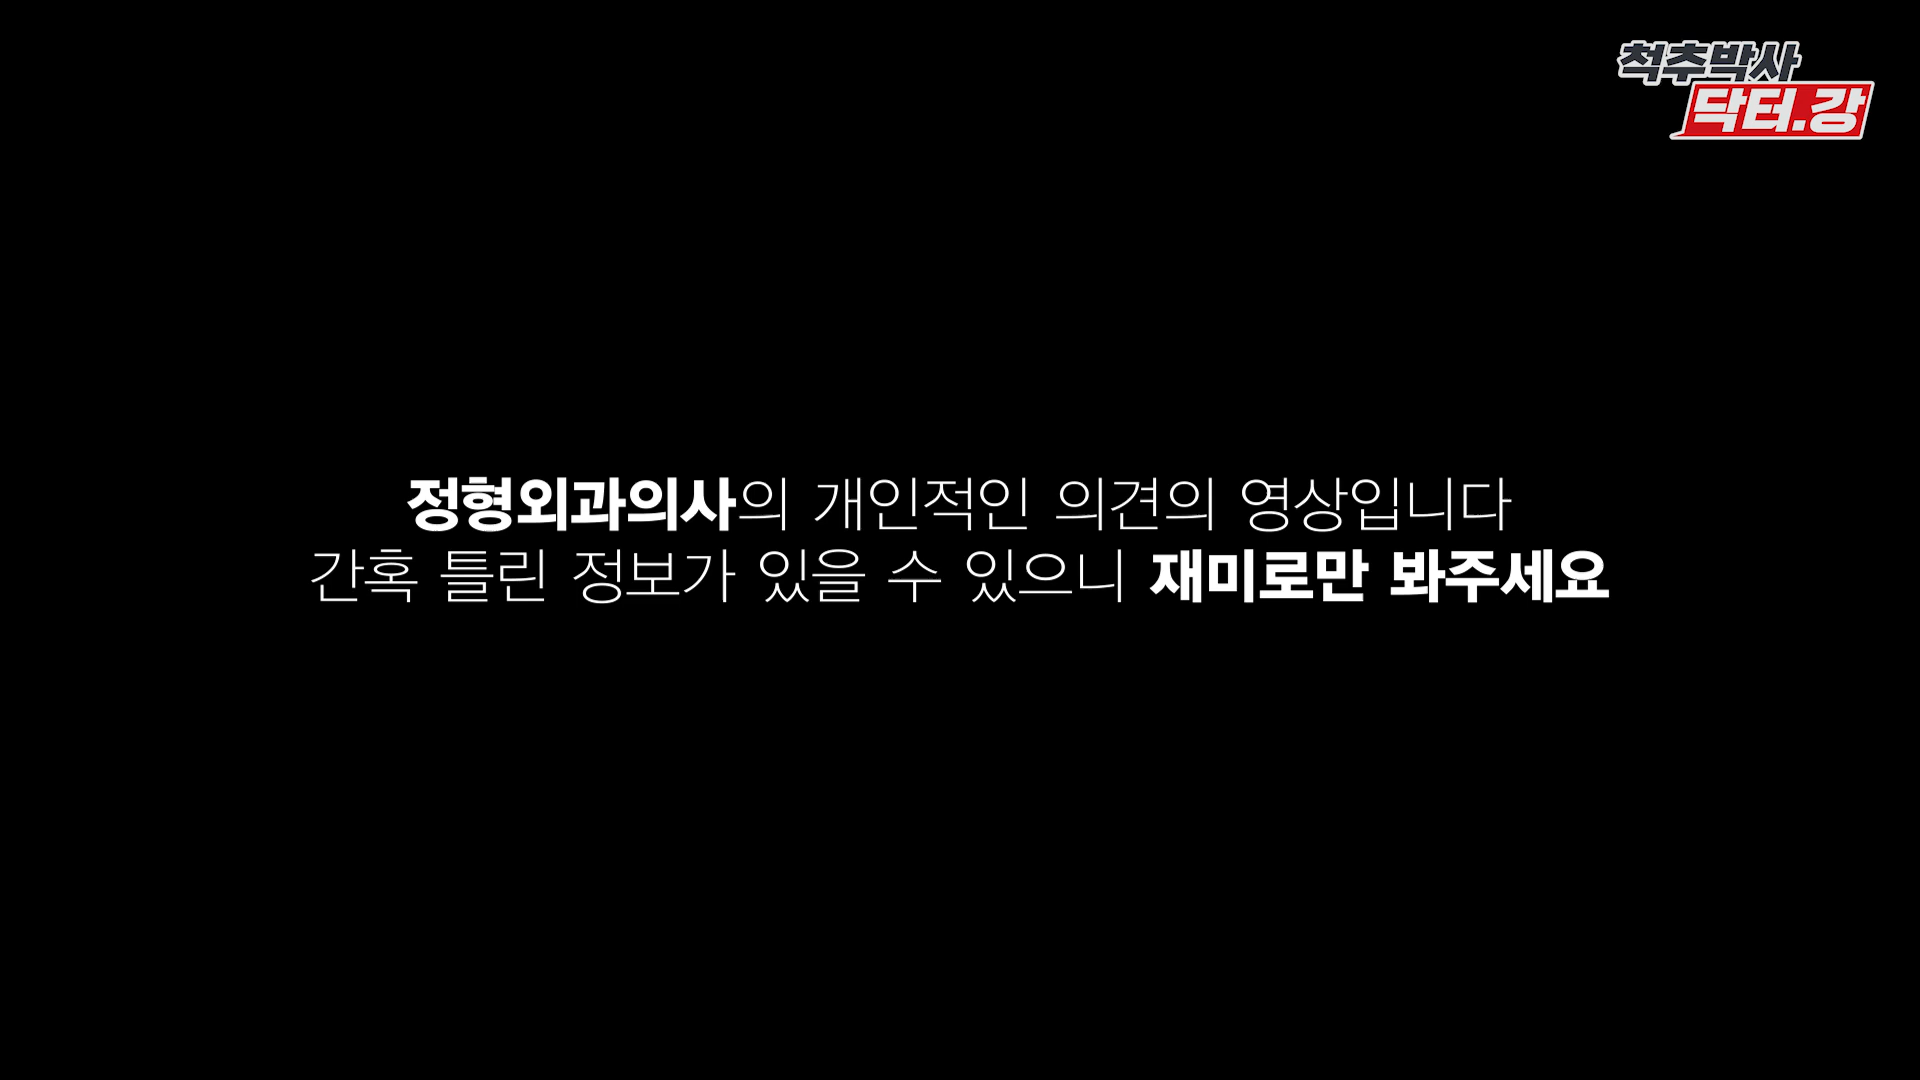 척추박사
닥터.강
정형외과의사의 개인적인 의견의 영상입니다
간혹 틀린 정보가 있을 수 있으니 재미로만 봐주세요